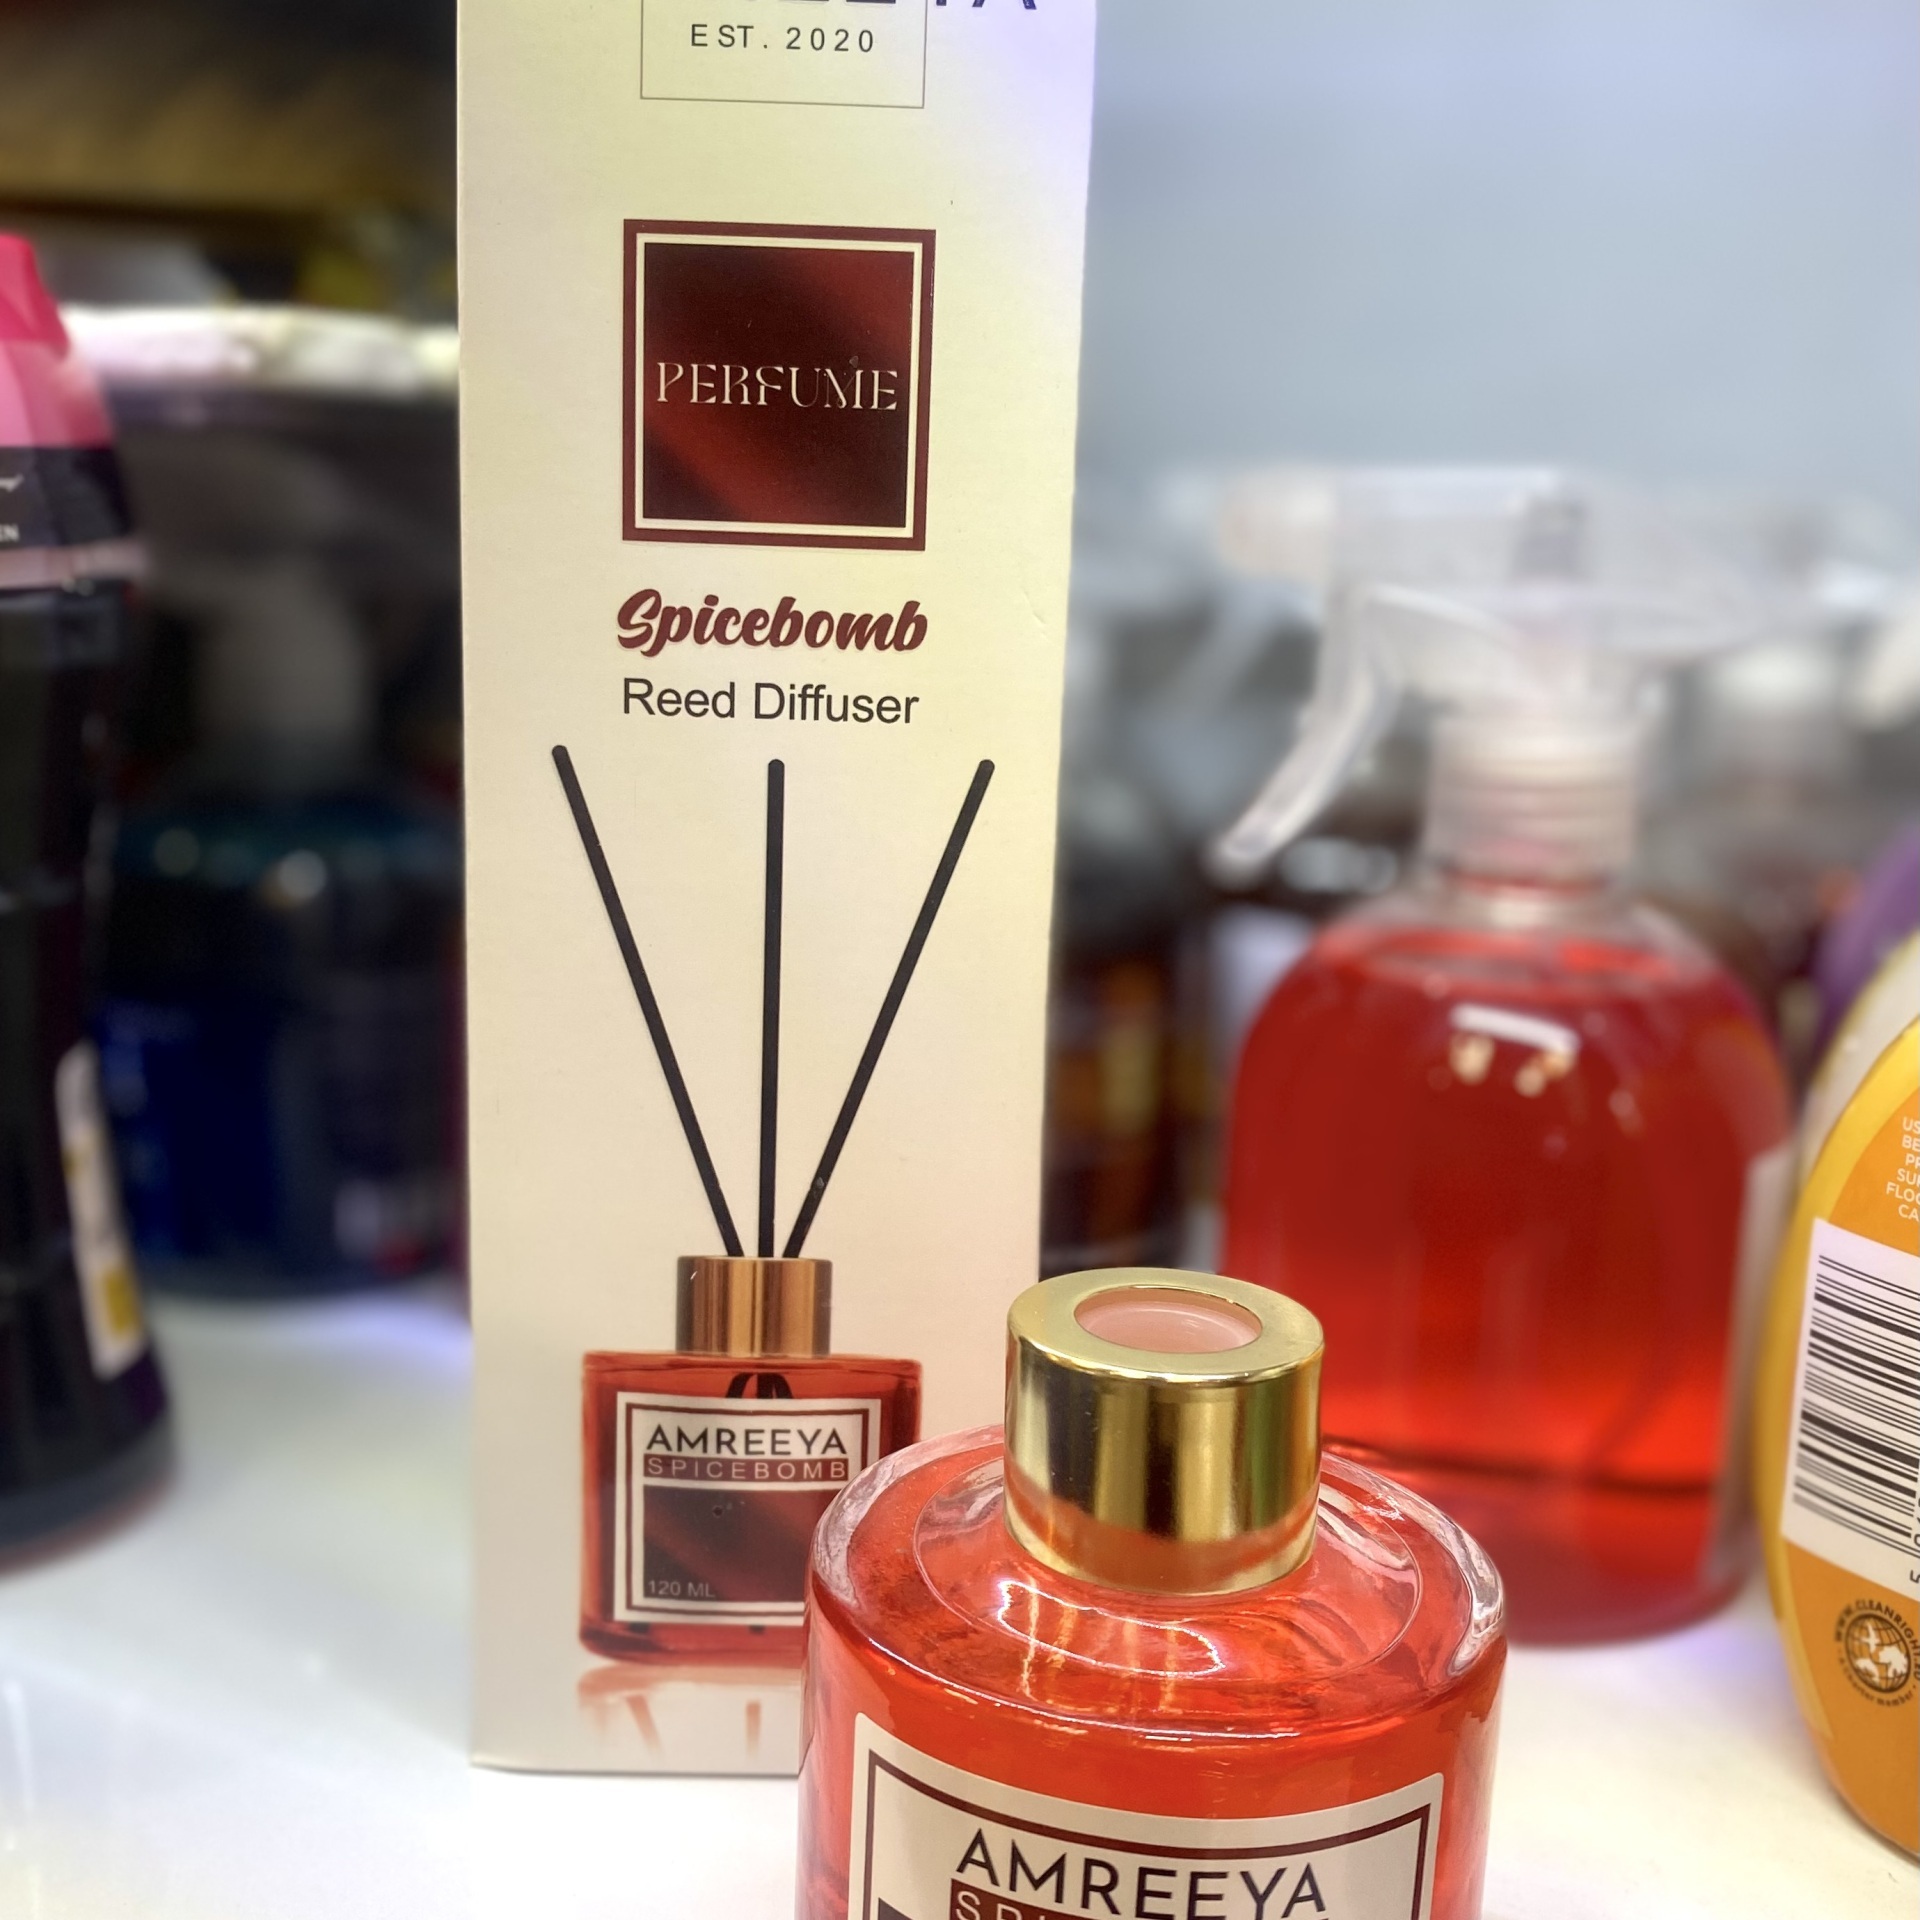 EST. 2020
PERFUME
Spicebomb
Reed Diffuser
AMREEYA
SPICEBOMB
120 ML
AMREEYA